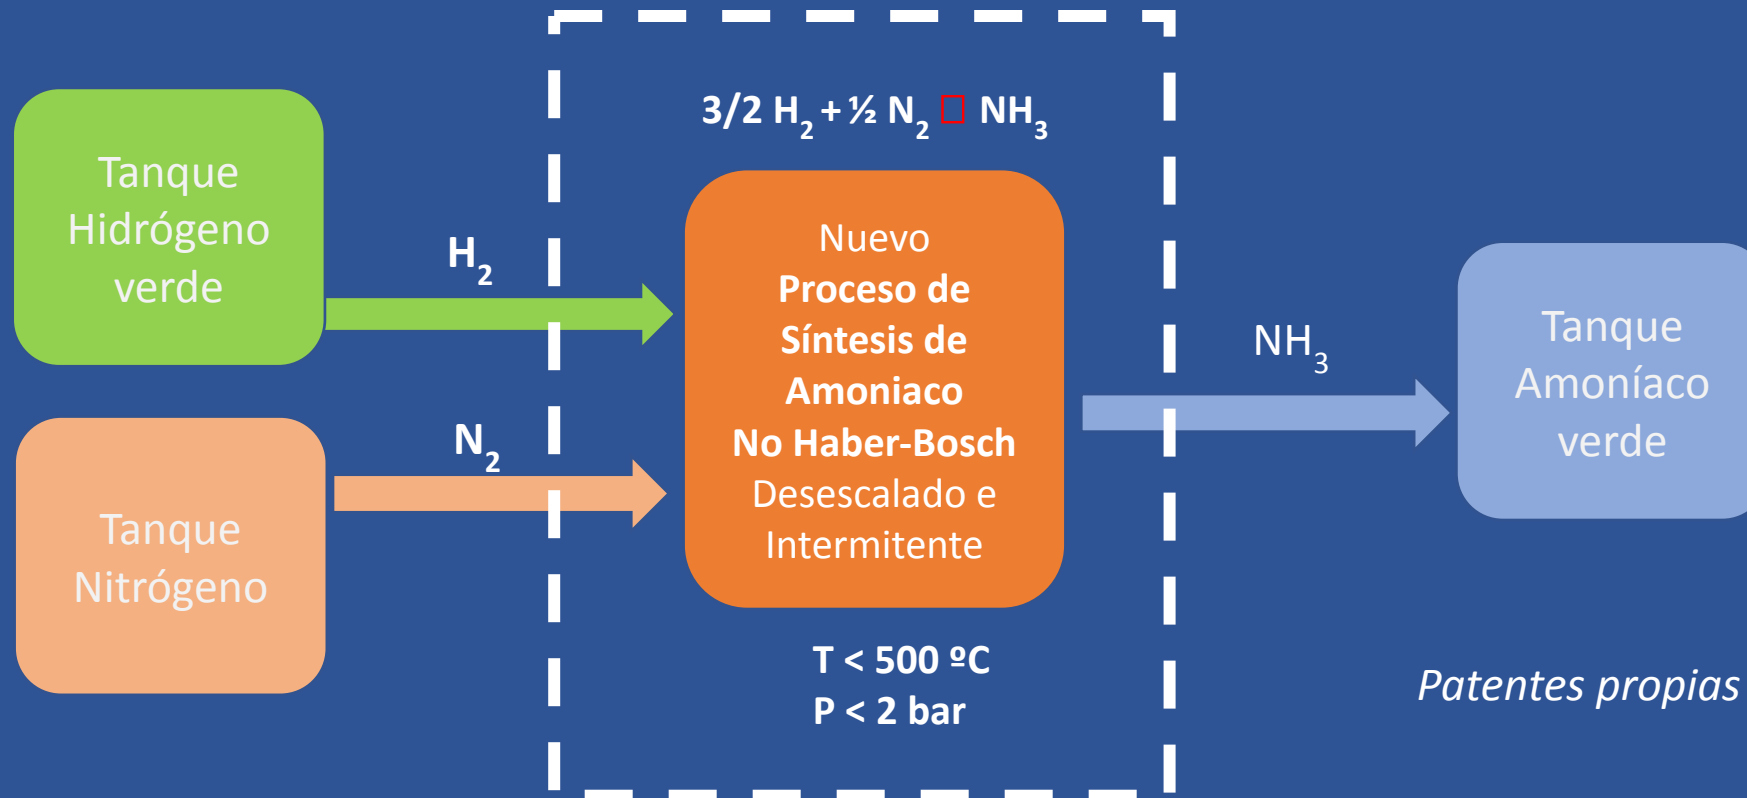 3/2 H₂ + ½ N₂ □ NH₃
Tanque
Hidrógeno
verde
H₂
Tanque
Nitrógeno
N₂
Nuevo
Proceso de
Síntesis de
Amoniaco
No Haber-Bosch
Desescalado e
Intermitente
T < 500 ºC
P < 2 bar
NH₃
Tanque
Amoníaco
verde
Patentes propias